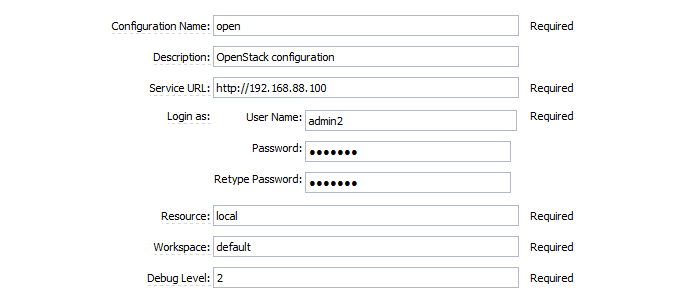 Configuration Name: open Required
Description: OpenStack configuration
Service URL: http://192.168.88.100 Required
Login as: User Name: admin2 Required
Password: •••••••
Retype Password: •••••••
Resource: local Required
Workspace: default Required
Debug Level: 2 Required